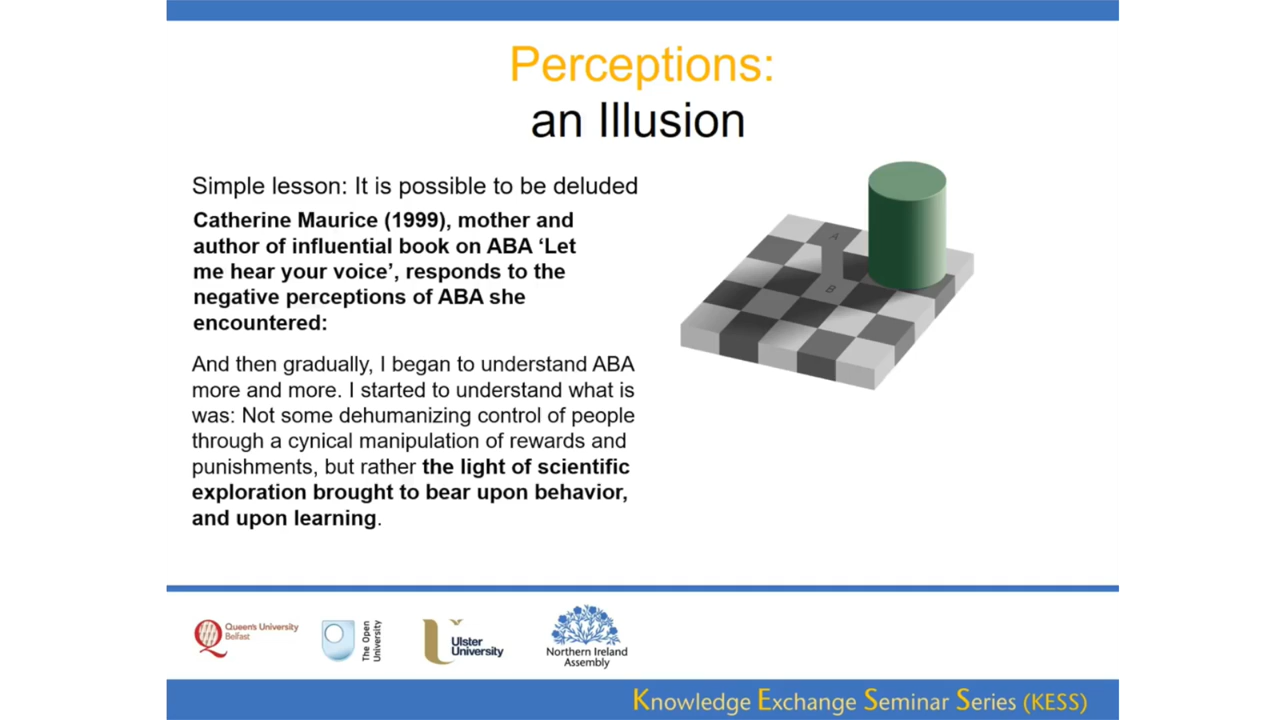 Perceptions:
an Illusion
Simple lesson: It is possible to be deluded
Catherine Maurice (1999), mother and
author of influential book on ABA ‘Let
me hear your voice’, responds to the
negative perceptions of ABA she
encountered:
And then gradually, I began to understand ABA
more and more. I started to understand what is
was: Not some dehumanizing control of people
through a cynical manipulation of rewards and
punishments, but rather the light of scientific
exploration brought to bear upon behavior,
and upon learning.
A
B
Queen's University
Belfast
The Open
University
Ulster
University
Northern Ireland
Assembly
Knowledge Exchange Seminar Series (KESS)